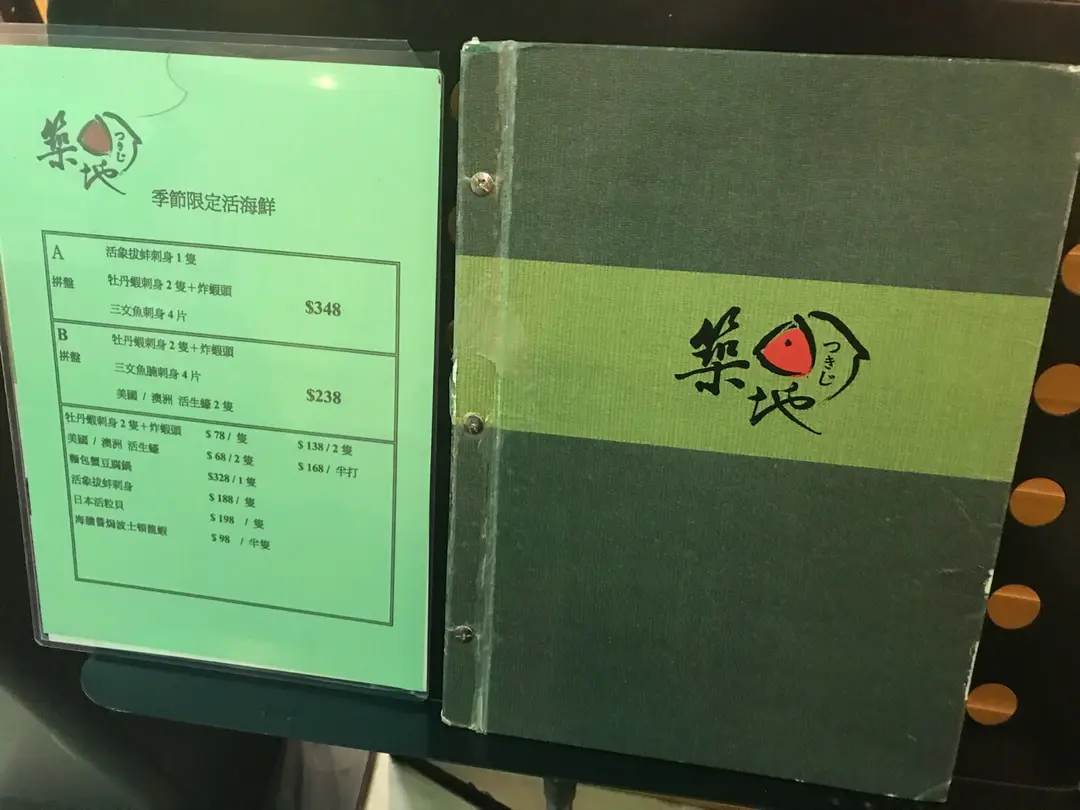 築地
つきじ
季節限定活海鮮
A 拼盤
活象拔蚌刺身 1 隻
牡丹蝦刺身 2 隻＋炸蝦頭
三文魚刺身 4 片
$348
B 拼盤
牡丹蝦刺身 2 隻＋炸蝦頭
三文魚腩刺身 4 片
美國 / 澳洲 活生蠔 2 隻
$238
牡丹蝦刺身 2 隻＋炸蝦頭 $ 78 / 隻 $ 138 / 2 隻
美國 / 澳洲 活生蠔 $ 68 / 2 隻 $ 168 / 半打
麵包蟹豆腐鍋 $328 / 1 隻
活象拔蚌刺身 $ 188 / 隻
日本活粒貝 $ 198 / 隻
海膽醬焗波士頓龍蝦 $ 98 / 半隻
築地
つきじ